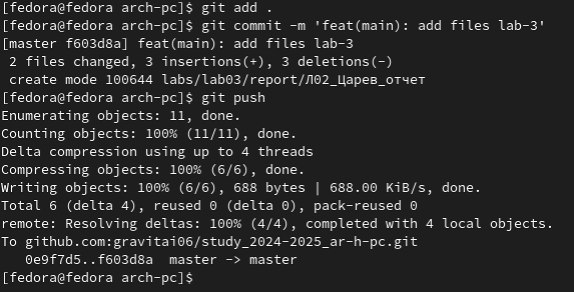 [fedora@fedora arch-pc]$ git add .
[fedora@fedora arch-pc]$ git commit -m 'feat(main): add files lab-3'
[master f603d8a] feat(main): add files lab-3
 2 files changed, 3 insertions(+), 3 deletions(-)
 create mode 100644 labs/lab03/report/Л02_Царев_отчет
[fedora@fedora arch-pc]$ git push
Enumerating objects: 11, done.
Counting objects: 100% (11/11), done.
Delta compression using up to 4 threads
Compressing objects: 100% (6/6), done.
Writing objects: 100% (6/6), 688 bytes | 688.00 KiB/s, done.
Total 6 (delta 4), reused 0 (delta 0), pack-reused 0
remote: Resolving deltas: 100% (4/4), completed with 4 local objects.
To github.com:gravitai06/study_2024-2025_ar-h-pc.git
   0e9f7d5..f603d8a  master -> master
[fedora@fedora arch-pc]$